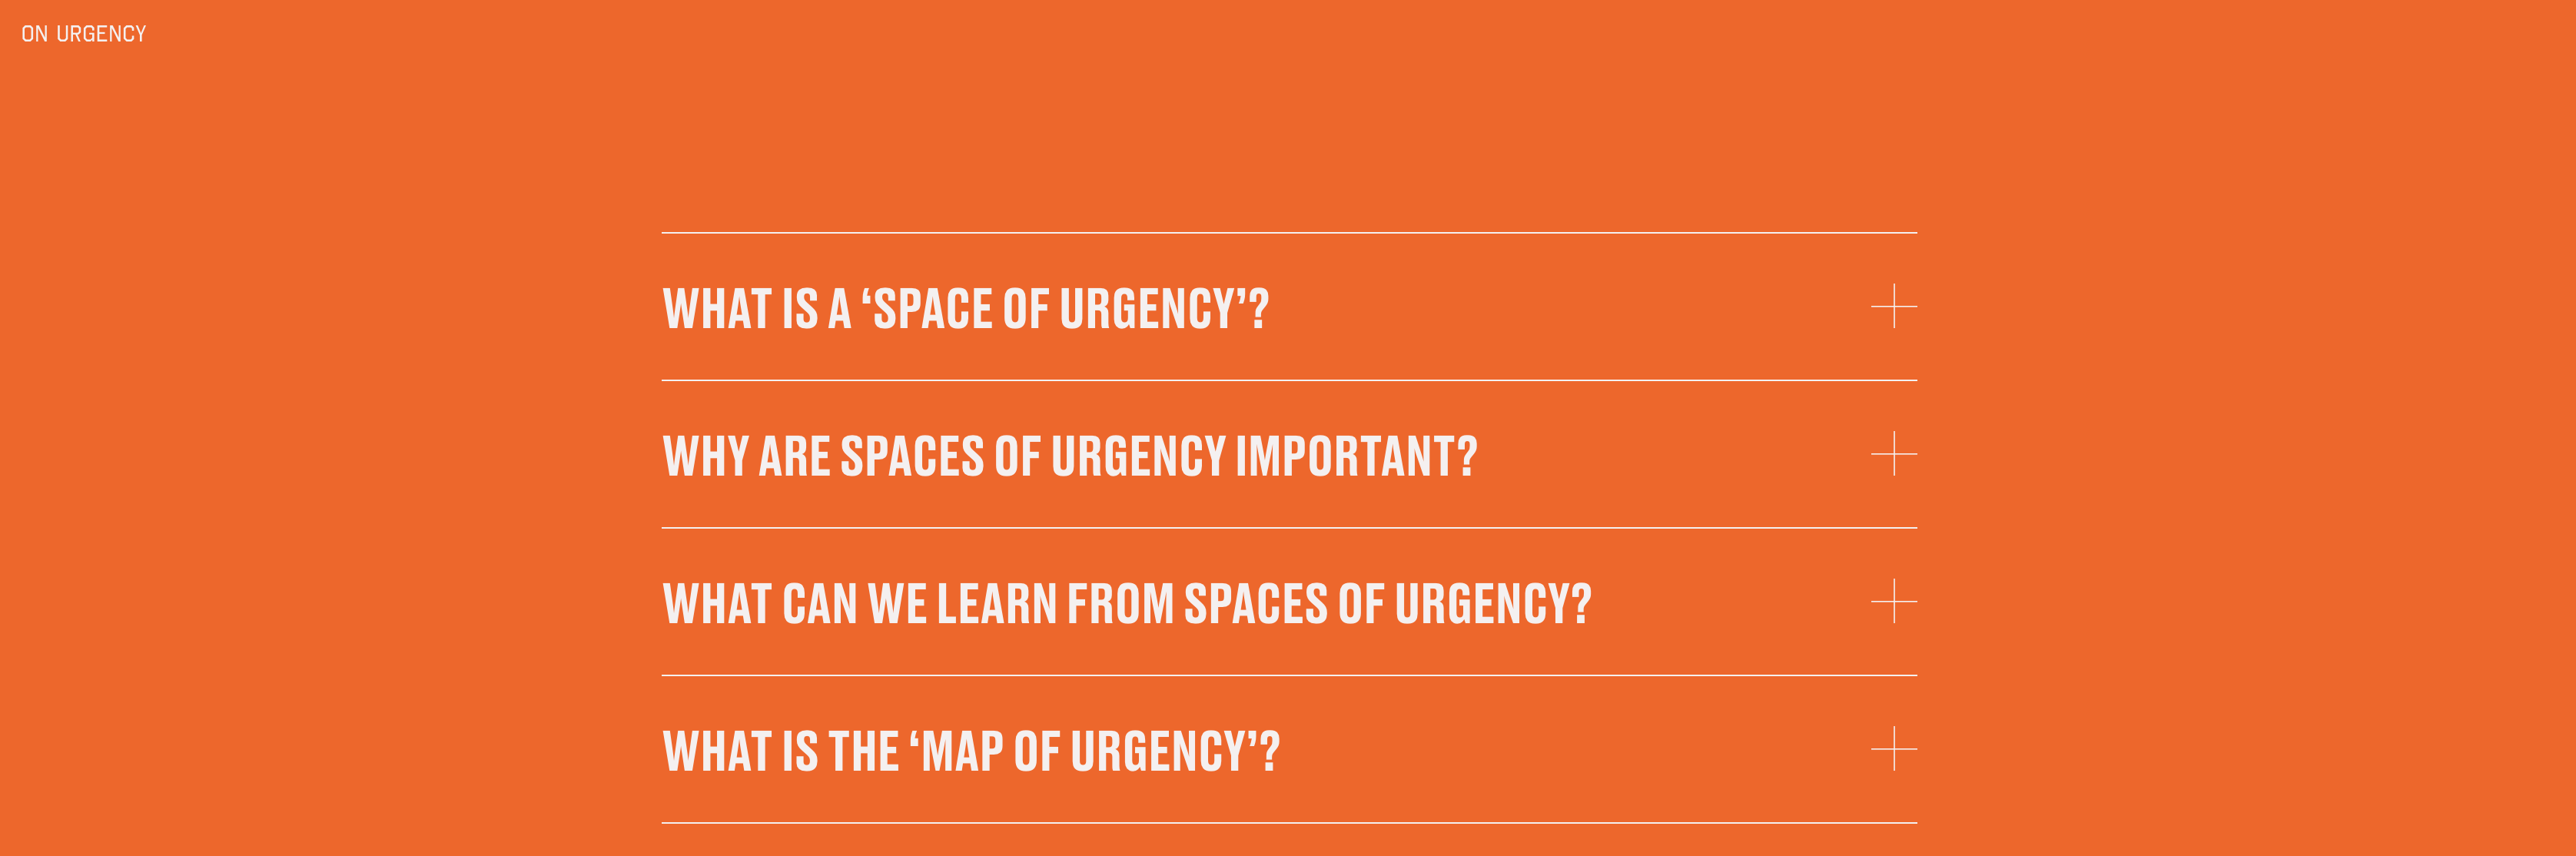 ON URGENCY
WHAT IS A ‘SPACE OF URGENCY’?
WHY ARE SPACES OF URGENCY IMPORTANT?
WHAT CAN WE LEARN FROM SPACES OF URGENCY?
WHAT IS THE ‘MAP OF URGENCY’?